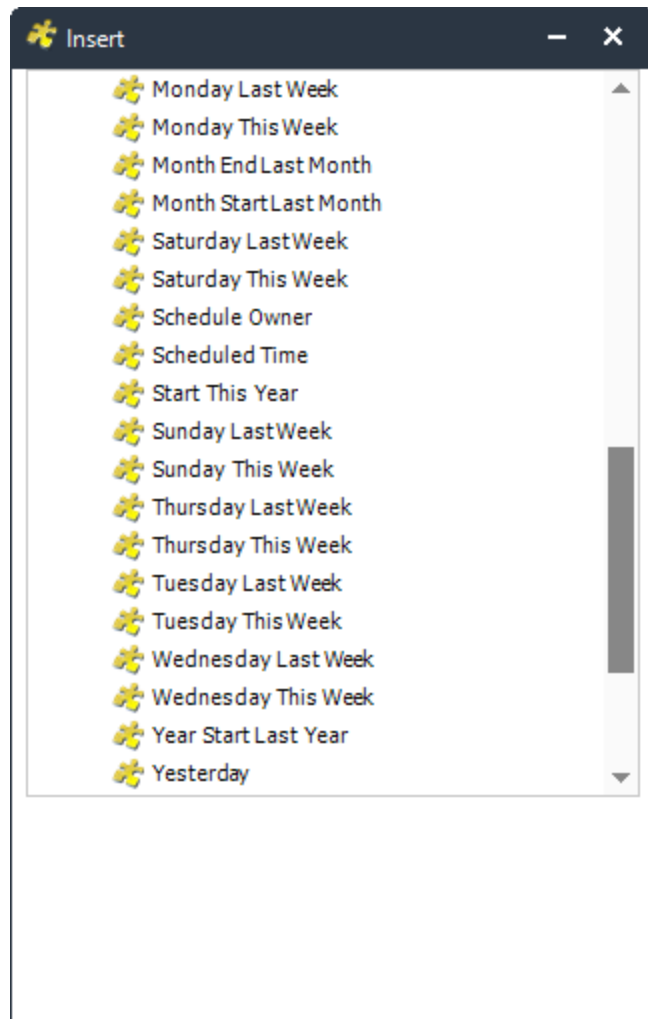 Insert
Monday Last Week
Monday This Week
Month End Last Month
Month Start Last Month
Saturday Last Week
Saturday This Week
Schedule Owner
Scheduled Time
Start This Year
Sunday Last Week
Sunday This Week
Thursday Last Week
Thursday This Week
Tuesday Last Week
Tuesday This Week
Wednesday Last Week
Wednesday This Week
Year Start Last Year
Yesterday